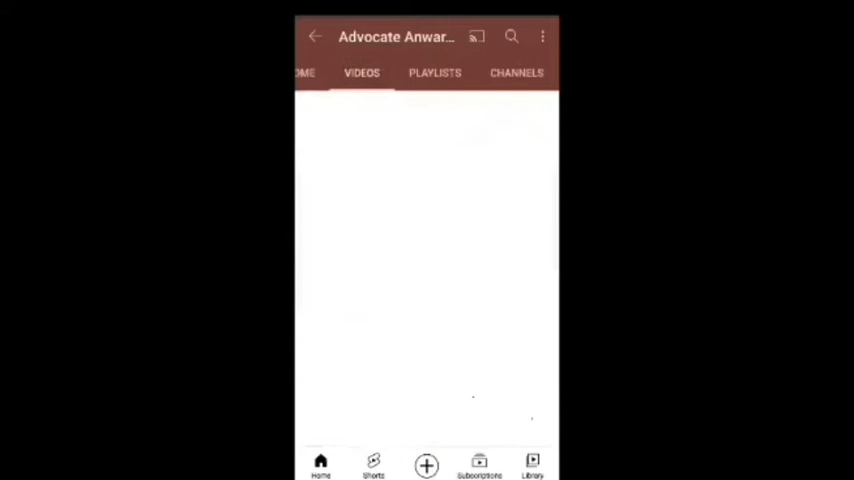 Advocate Anwar...
OME VIDEOS PLAYLISTS CHANNELS
Home Shorts Subscriptions Library